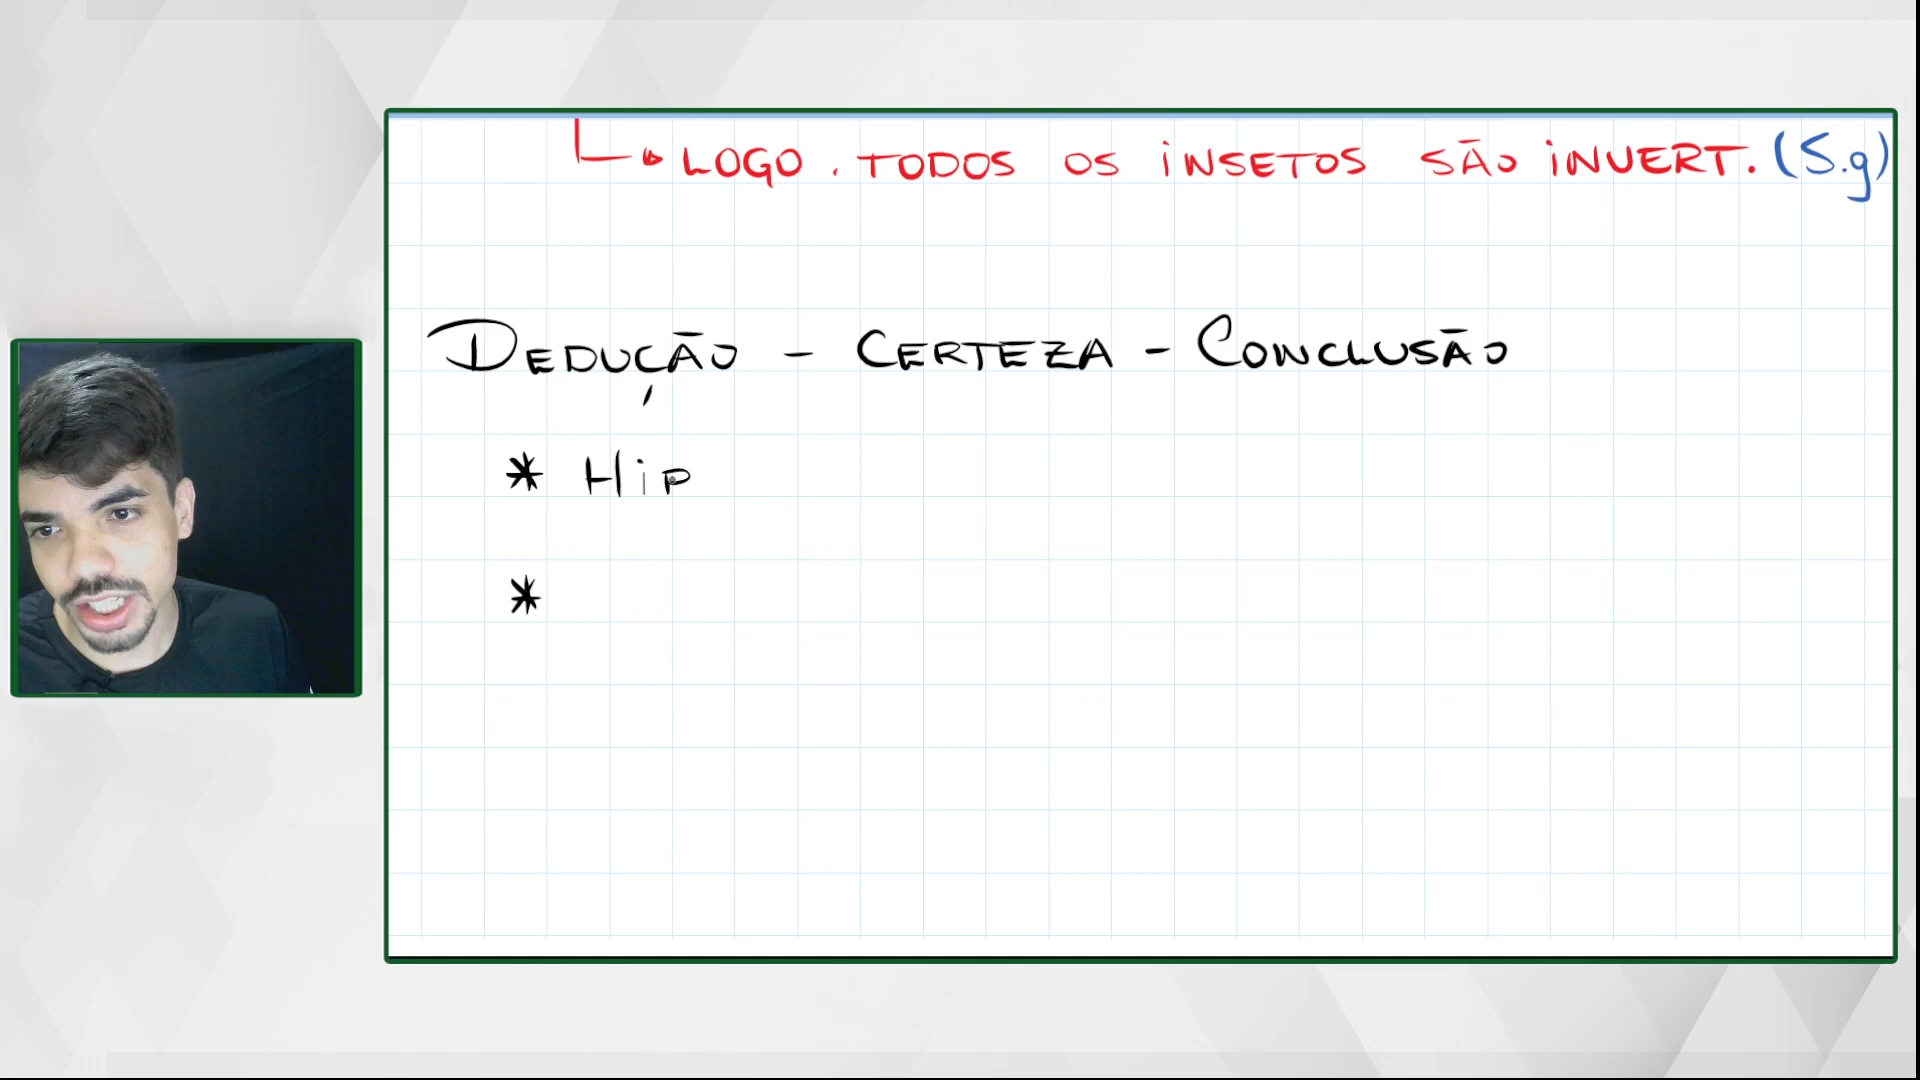 LOGO. TODOS OS iNSETOS SÃO iNVERT. (S.g)
DEDUÇÃO - CERTEZA - CONCLUSÃO
* Hip
*